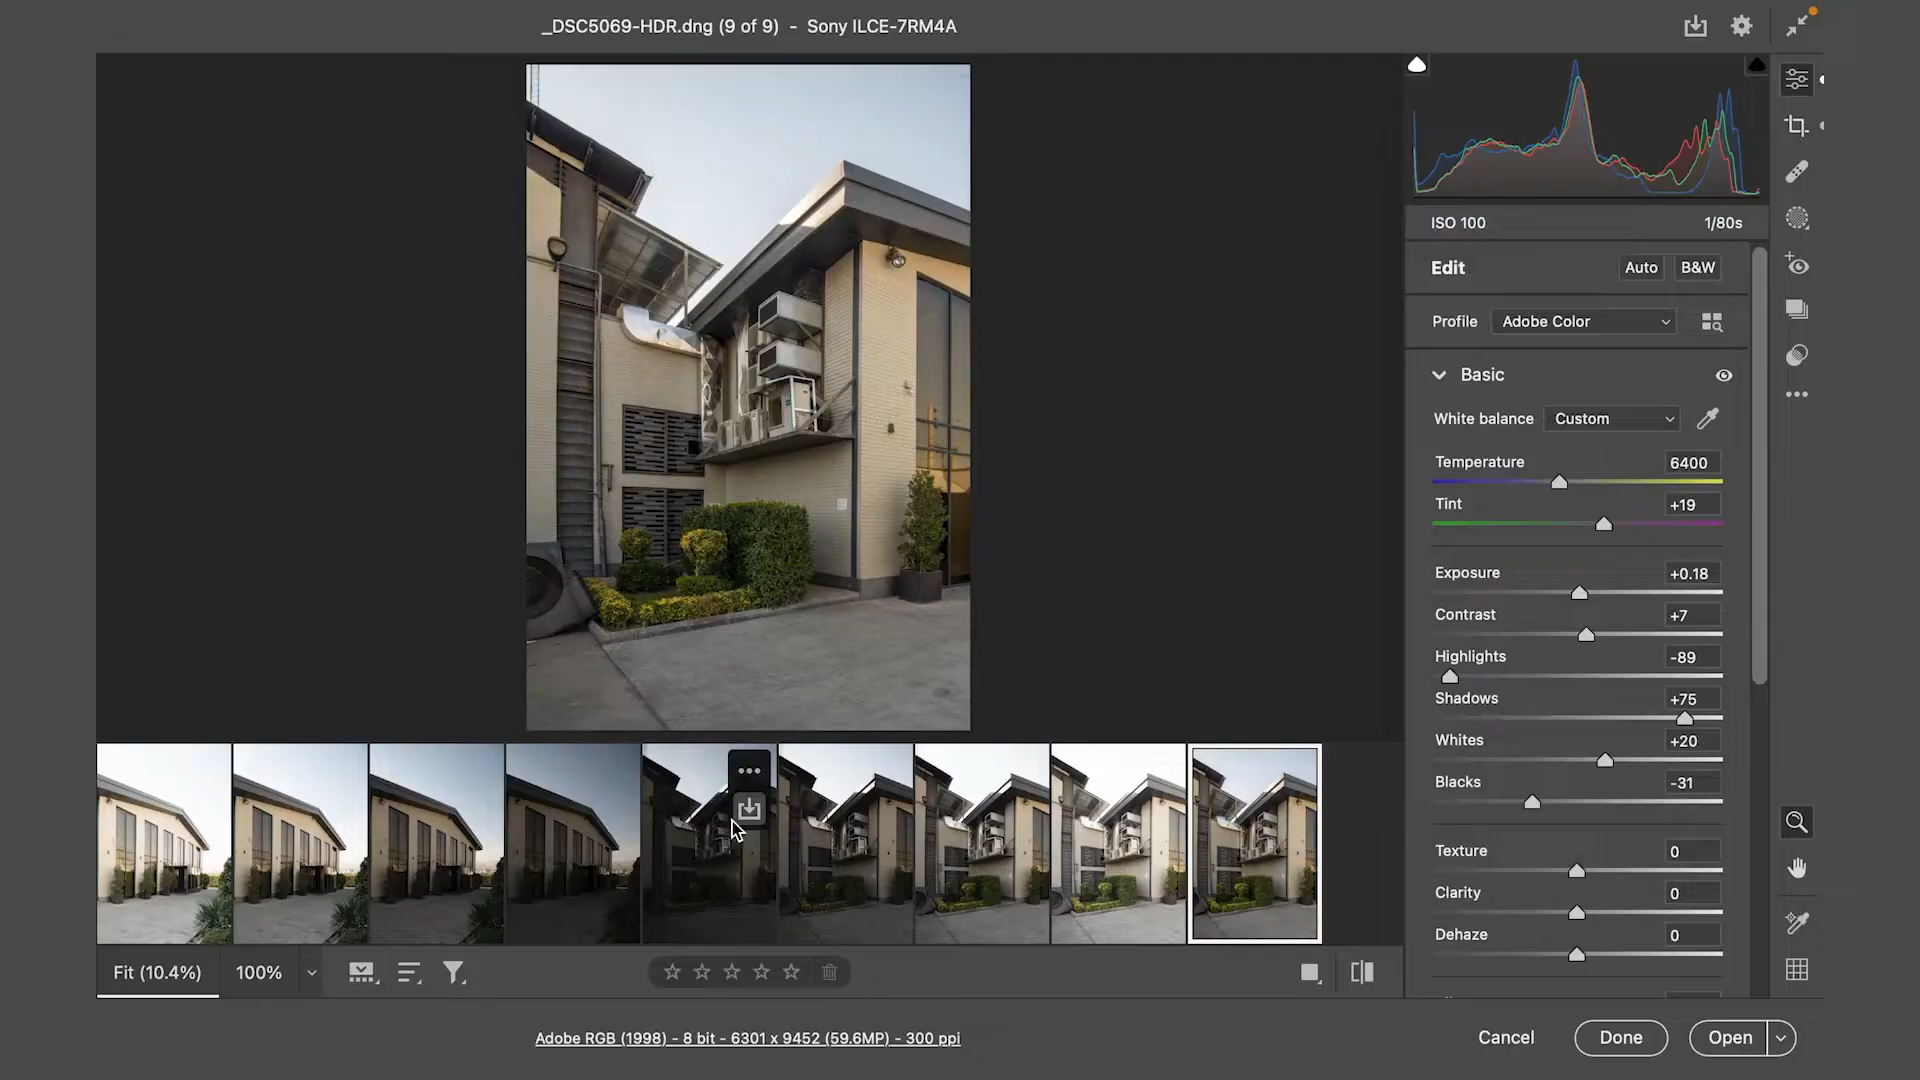 _DSC5069-HDR.dng (9 of 9) - Sony ILCE-7RM4A
ISO 100 1/80s
Edit Auto B&W
Profile Adobe Color
Basic
White balance Custom
Temperature 6400
Tint +19
Exposure +0.18
Contrast +7
Highlights -89
Shadows +75
Whites +20
Blacks -31
Texture 0
Clarity 0
Dehaze 0
Fit (10.4%) 100%
Adobe RGB (1998) - 8 bit - 6301 x 9452 (59.6MP) - 300 ppi
Cancel Done Open